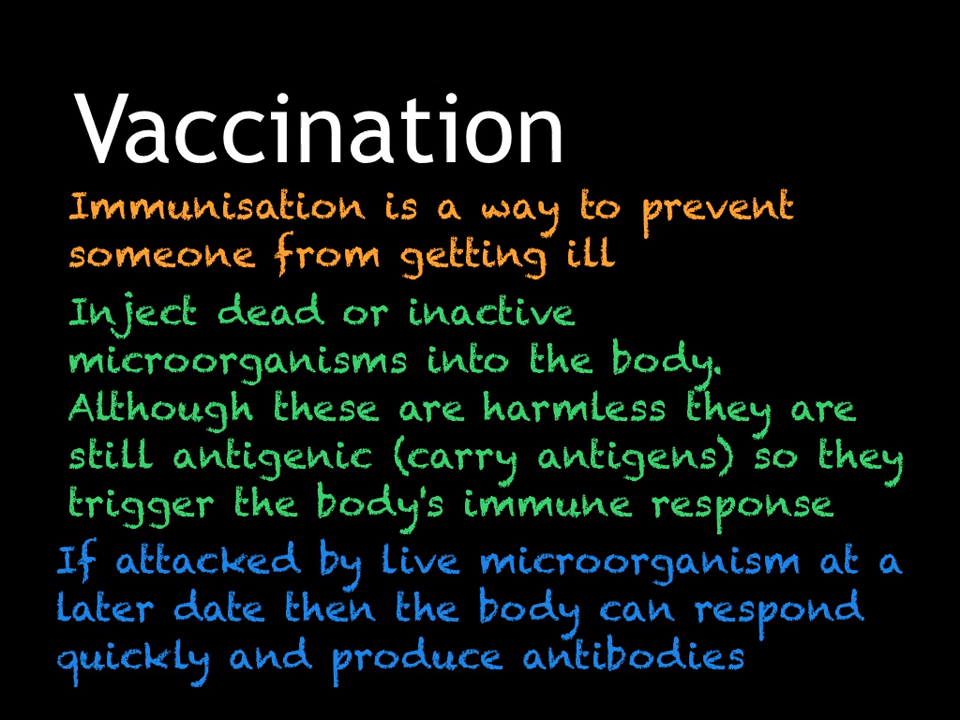 Vaccination
Immunisation is a way to prevent
someone from getting ill
Inject dead or inactive
microorganisms into the body.
Although these are harmless they are
still antigenic (carry antigens) so they
trigger the body's immune response
If attacked by live microorganism at a
later date then the body can respond
quickly and produce antibodies